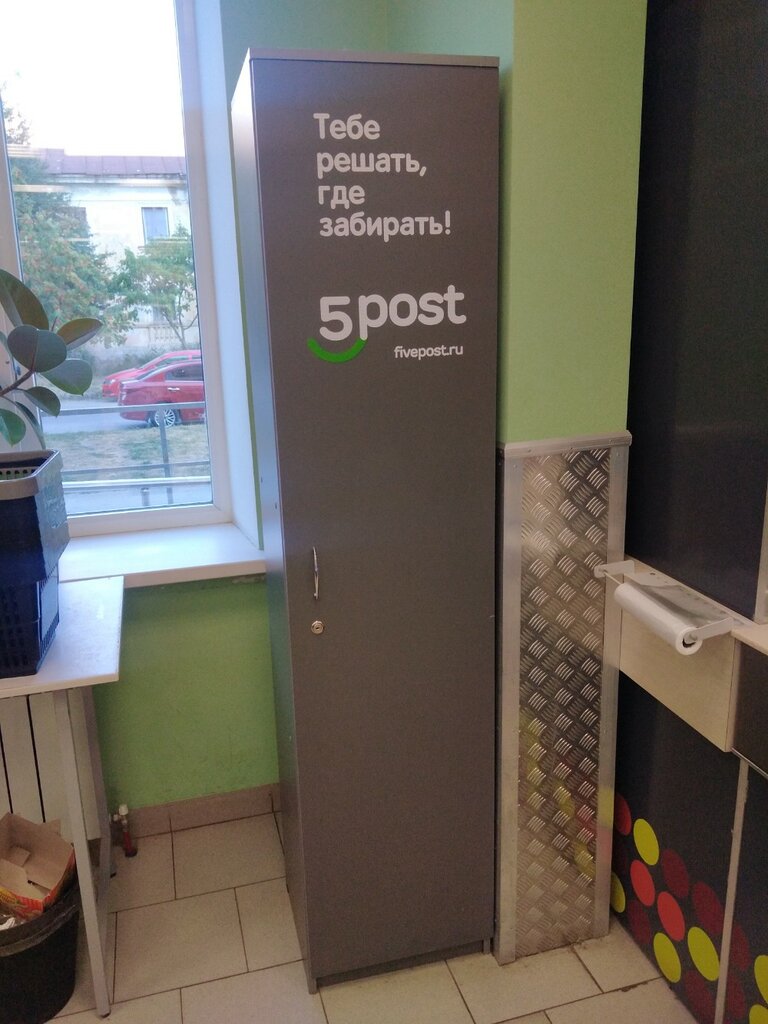 Тебе
решать,
где
забирать!
5post
fivepost.ru